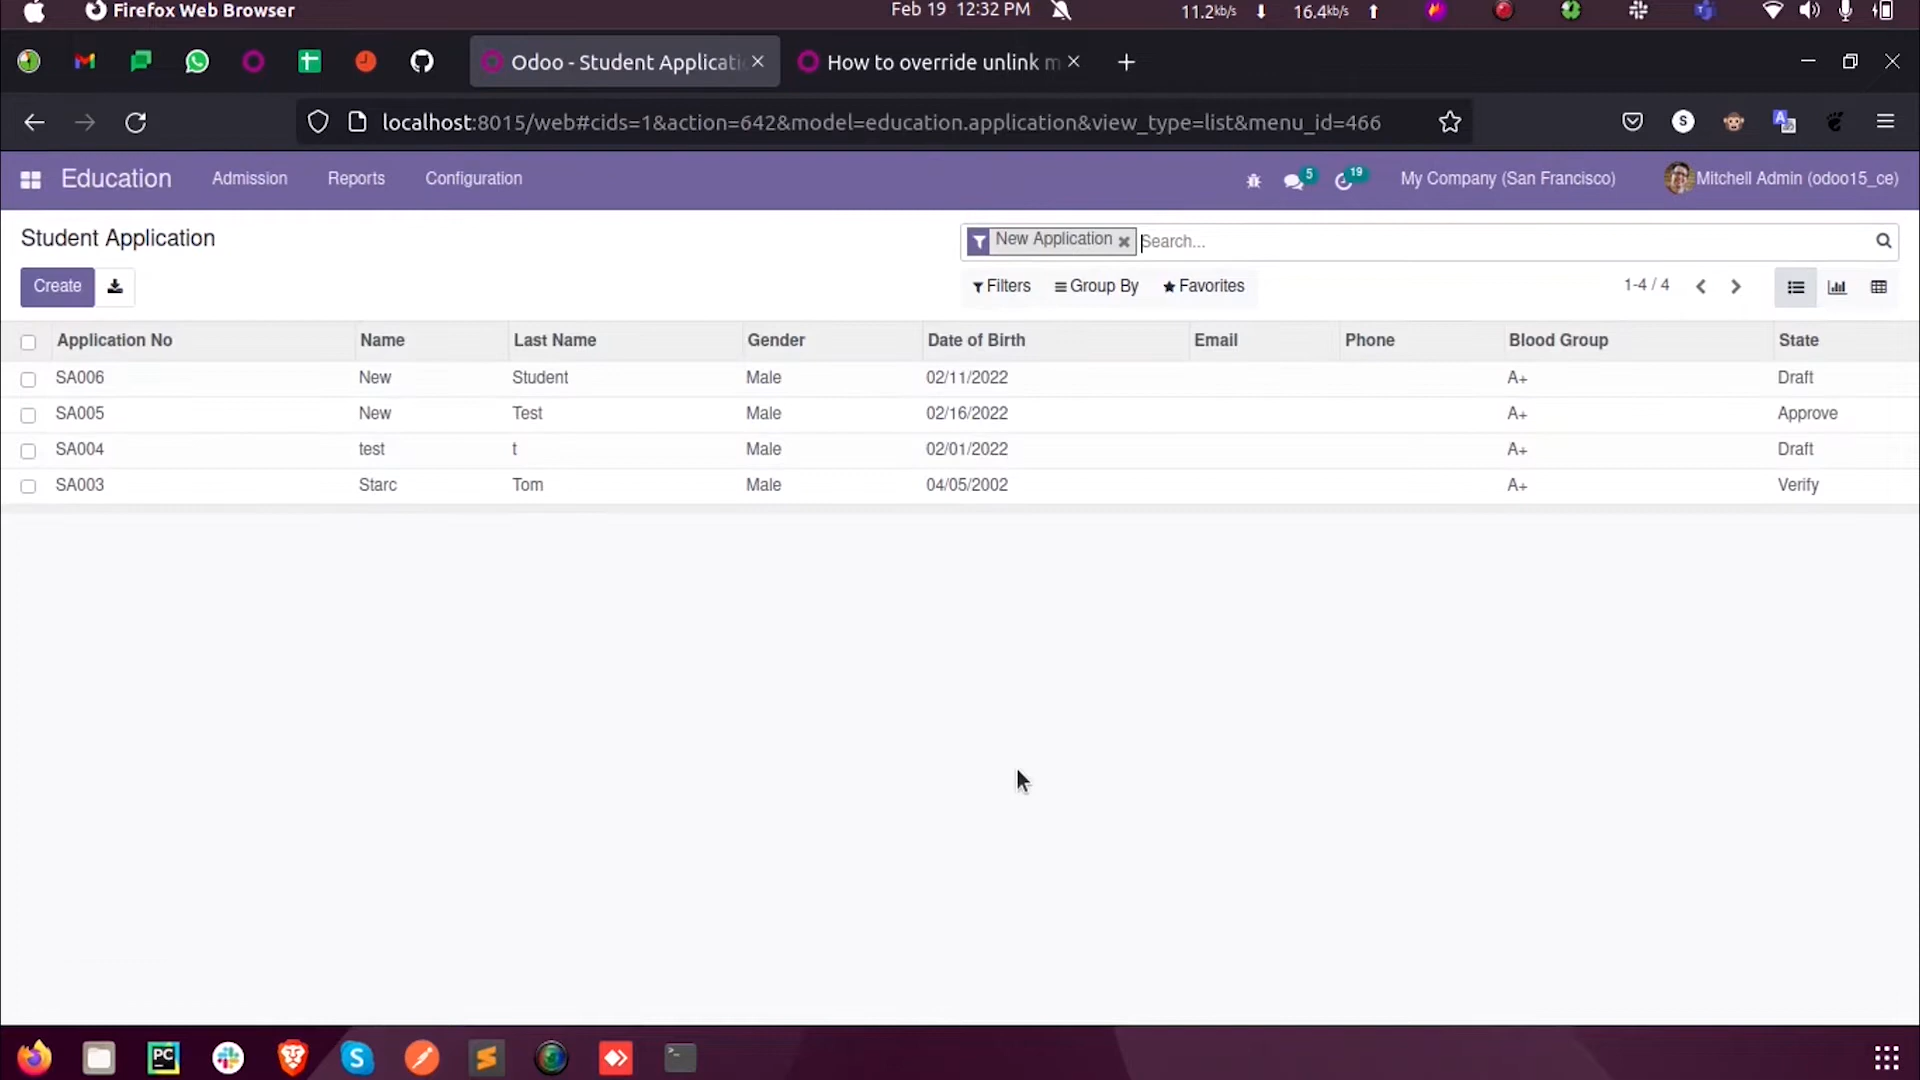 Firefox Web Browser
Feb 19 12:32 PM
11.2kb/s
16.4kb/s
Odoo - Student Applicati
How to override unlink m
localhost:8015/web#cids=1&action=642&model=education.application&view_type=list&menu_id=466
Education
Admission
Reports
Configuration
5
19
My Company (San Francisco)
Mitchell Admin (odoo15_ce)
Student Application
New Application
Search...
Create
Filters
Group By
Favorites
1-4 / 4
Application No Name Last Name Gender Date of Birth Email Phone Blood Group State
SA006 New Student Male 02/11/2022 A+ Draft
SA005 New Test Male 02/16/2022 A+ Approve
SA004 test t Male 02/01/2022 A+ Draft
SA003 Starc Tom Male 04/05/2002 A+ Verify
PC